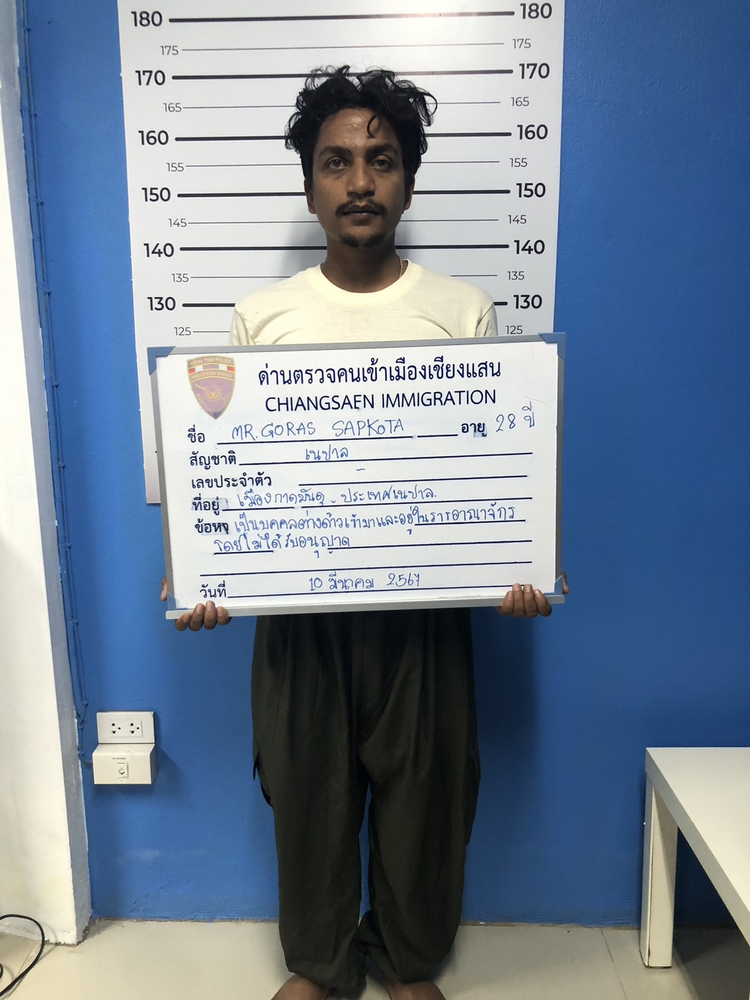 180 180
175 175
170 170
165 165
160 160
155 155
150 150
145 145
140 140
135 135
130 130
125 125
ROYAL THAI POLICE
IMMIGRATION BUREAU
ด่านตรวจคนเข้าเมืองเชียงแสน
CHIANGSAEN IMMIGRATION
ชื่อ MR. GORAS SAPKOTA อายุ 28 ปี
สัญชาติ เนปาล
เลขประจำตัว -
ที่อยู่ เมืองกาดมันดุ. ประเทศเนปาล.
ข้อหา เป็นบุคคลต่างด้าวเข้ามาและอยู่ในราชอาณาจักร
โดยไม่ได้รับอนุญาต
วันที่ 10 มีนาคม 2567
INTERNET